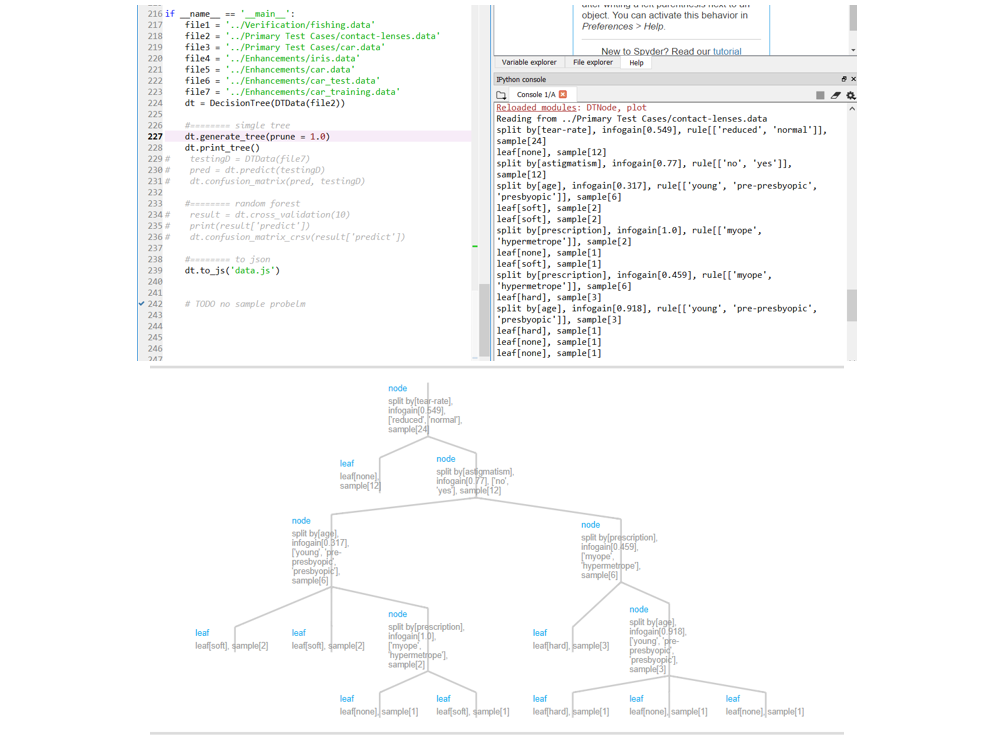 216 if __name__ == '__main__':
217 file1 = '../Verification/fishing.data'
218 file2 = '../Primary Test Cases/contact-lenses.data'
219 file3 = '../Primary Test Cases/car.data'
220 file4 = '../Enhancements/iris.data'
221 file5 = '../Enhancements/car.data'
222 file6 = '../Enhancements/car_test.data'
223 file7 = '../Enhancements/car_training.data'
224 dt = DecisionTree(DTData(file2))
225
226 #======== simgle tree
227 dt.generate_tree(prune = 1.0)
228 dt.print_tree()
229 # testingD = DTData(file7)
230 # pred = dt.predict(testingD)
231 # dt.confusion_matrix(pred, testingD)
232
233 #======== random forest
234 # result = dt.cross_validation(10)
235 # print(result['predict'])
236 # dt.confusion_matrix_crsv(result['predict'])
237
238 #======== to json
239 dt.to_js('data.js')
240
241
242 # TODO no sample probelm
243
244
245
246
247
after writing a left parenthesis next to an
object. You can activate this behavior in
Preferences > Help.
New to Spyder? Read our tutorial
Variable explorer File explorer Help
IPython console
Console 1/A
Reloaded modules: DTNode, plot
Reading from ../Primary Test Cases/contact-lenses.data
split by[tear-rate], infogain[0.549], rule[['reduced', 'normal']],
sample[24]
leaf[none], sample[12]
split by[astigmatism], infogain[0.77], rule[['no', 'yes']],
sample[12]
split by[age], infogain[0.317], rule[['young', 'pre-presbyopic',
'presbyopic']], sample[6]
leaf[soft], sample[2]
leaf[soft], sample[2]
split by[prescription], infogain[1.0], rule[['myope',
'hypermetrope']], sample[2]
leaf[none], sample[1]
leaf[soft], sample[1]
split by[prescription], infogain[0.459], rule[['myope',
'hypermetrope']], sample[6]
leaf[hard], sample[3]
split by[age], infogain[0.918], rule[['young', 'pre-presbyopic',
'presbyopic']], sample[3]
leaf[hard], sample[1]
leaf[none], sample[1]
leaf[none], sample[1]
node
split by[tear-rate],
infogain[0.549],
['reduced', 'normal'],
sample[24]
leaf
leaf[none],
sample[12]
node
split by[astigmatism],
infogain[0.77], ['no',
'yes'], sample[12]
node
split by[age],
infogain[0.317],
['young', 'pre-
presbyopic',
'presbyopic'],
sample[6]
node
split by[prescription],
infogain[0.459],
['myope',
'hypermetrope'],
sample[6]
leaf
leaf[soft], sample[2]
leaf
leaf[soft], sample[2]
node
split by[prescription],
infogain[1.0],
['myope',
'hypermetrope'],
sample[2]
leaf
leaf[hard], sample[3]
node
split by[age],
infogain[0.918],
['young', 'pre-
presbyopic',
'presbyopic'],
sample[3]
leaf
leaf[none], sample[1]
leaf
leaf[soft], sample[1]
leaf
leaf[hard], sample[1]
leaf
leaf[none], sample[1]
leaf
leaf[none], sample[1]